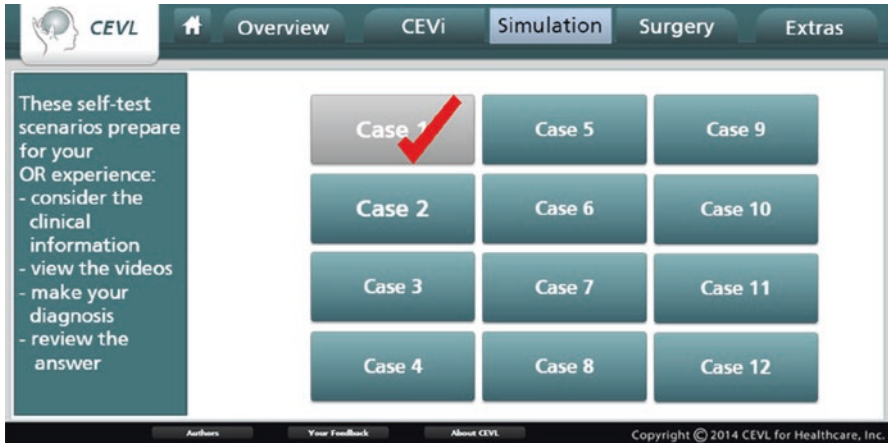 CEVL
Overview
CEVi
Simulation
Surgery
Extras
These self-test
scenarios prepare
for your
OR experience:
- consider the
clinical
information
- view the videos
- make your
diagnosis
- review the
answer
Case 1
Case 5
Case 9
Case 2
Case 6
Case 10
Case 3
Case 7
Case 11
Case 4
Case 8
Case 12
Authors
Your Feedback
About CEVL
Copyright © 2014 CEVL for Healthcare, Inc.